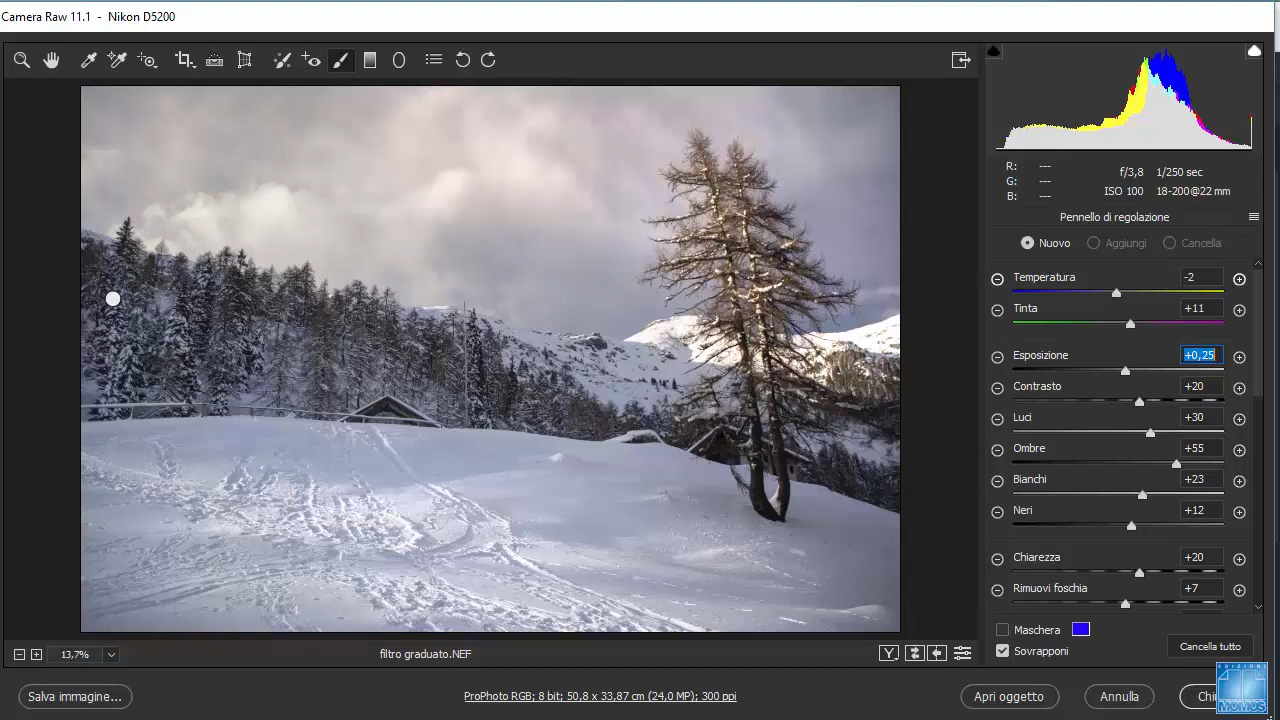 Camera Raw 11.1 - Nikon D5200
R: ---
G: ---
B: ---
f/3,8 1/250 sec
ISO 100 18-200@22 mm
Pennello di regolazione
Nuovo Aggiungi Cancella
Temperatura -2
Tinta +11
Esposizione +0,25
Contrasto +20
Luci +30
Ombre +55
Bianchi +23
Neri +12
Chiarezza +20
Rimuovi foschia +7
Maschera
Sovrapponi
Cancella tutto
13,7%
filtro graduato.NEF
Y
Salva immagine...
ProPhoto RGB; 8 bit; 50,8 x 33,87 cm (24,0 MP); 300 ppi
Apri oggetto
Annulla
Chi
EDIZIONI
MOMOS